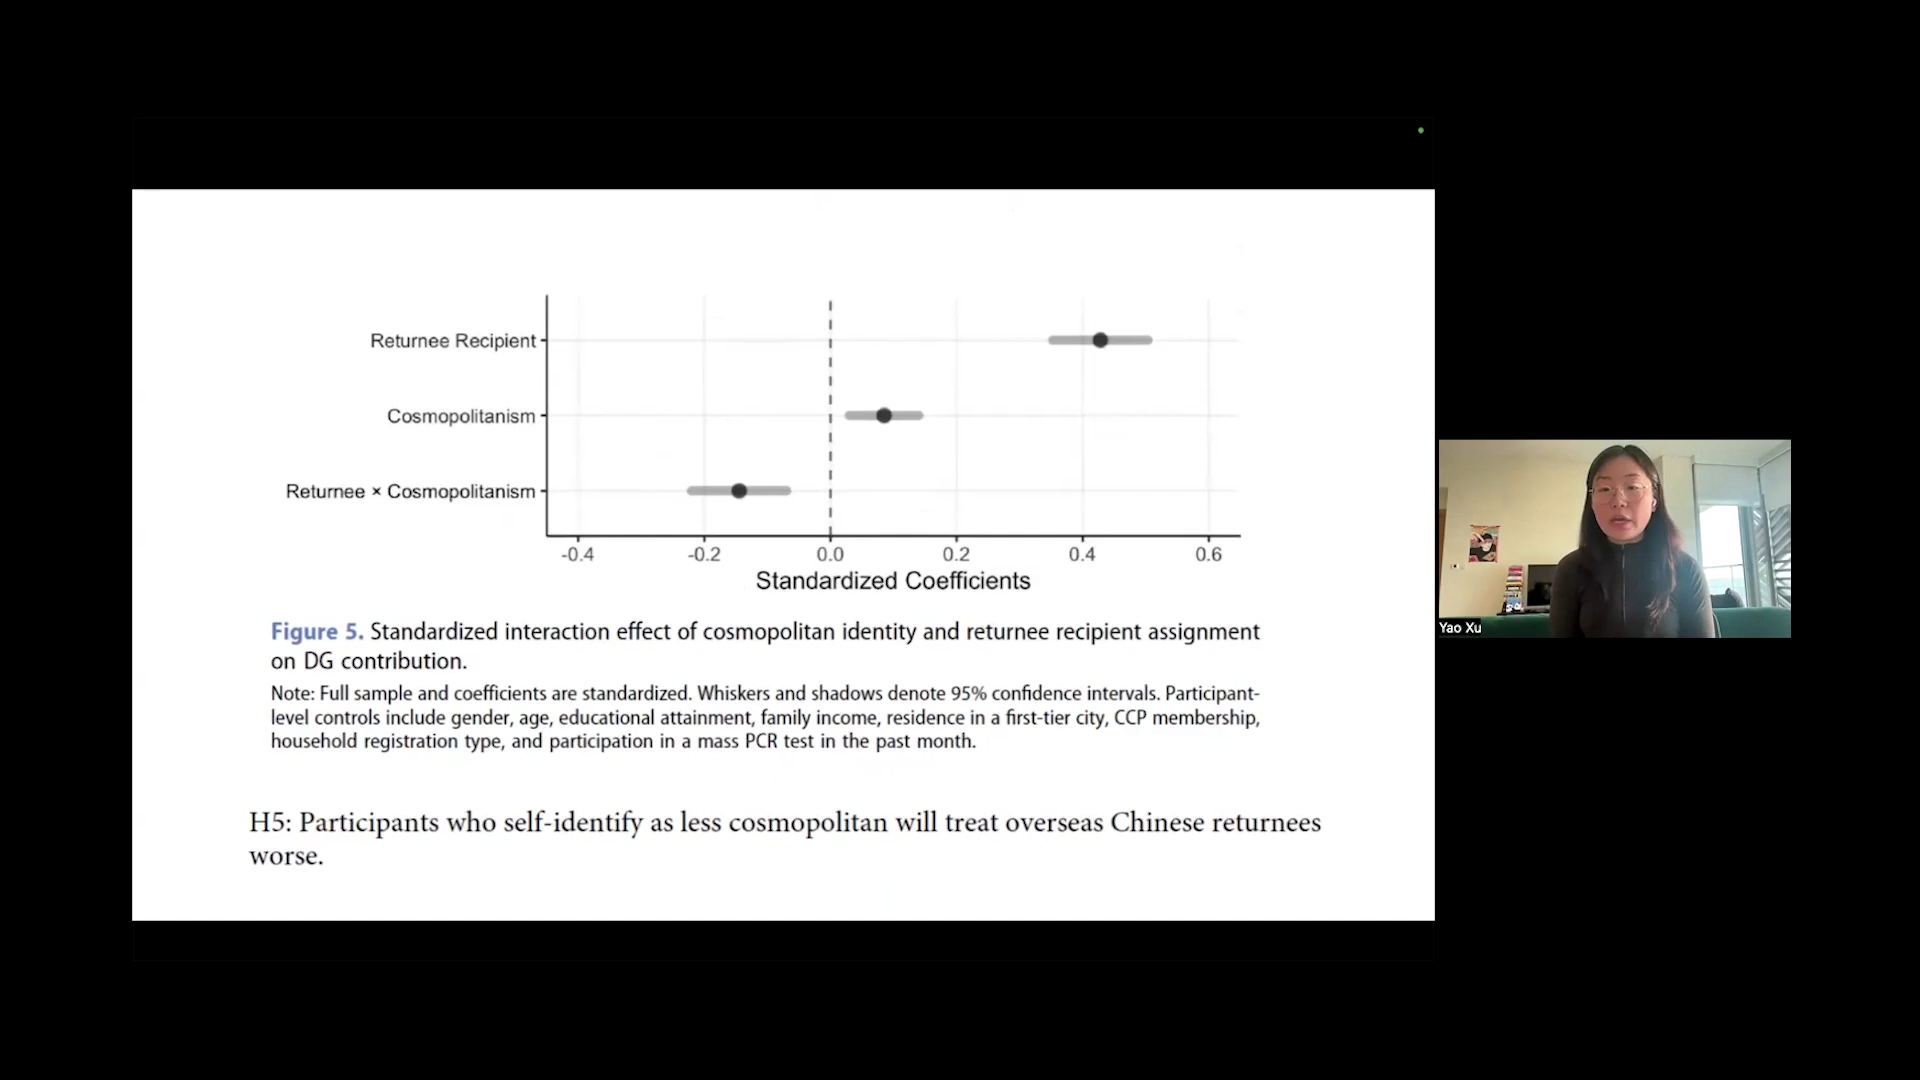 Returnee Recipient
Cosmopolitanism
Returnee × Cosmopolitanism
-0.4 -0.2 0.0 0.2 0.4 0.6
Standardized Coefficients
Figure 5. Standardized interaction effect of cosmopolitan identity and returnee recipient assignment
on DG contribution.
Note: Full sample and coefficients are standardized. Whiskers and shadows denote 95% confidence intervals. Participant-
level controls include gender, age, educational attainment, family income, residence in a first-tier city, CCP membership,
household registration type, and participation in a mass PCR test in the past month.
H5: Participants who self-identify as less cosmopolitan will treat overseas Chinese returnees
worse.
Yao Xu